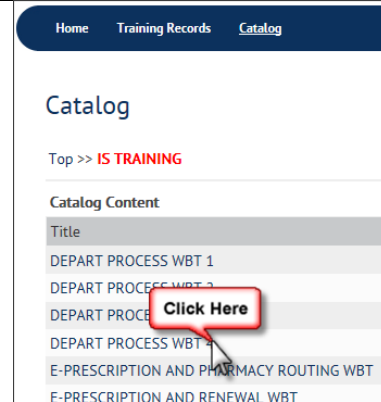 Home Training Records Catalog
Catalog
Top >> IS TRAINING
Catalog Content
Title
DEPART PROCESS WBT 1
DEPART PROCESS WBT
DEPART PROCE
Click Here
DEPART PROCESS WBT 4
E-PRESCRIPTION AND PHARMACY ROUTING WBT
E-PRESCRIPTION AND RENEWAL WBT